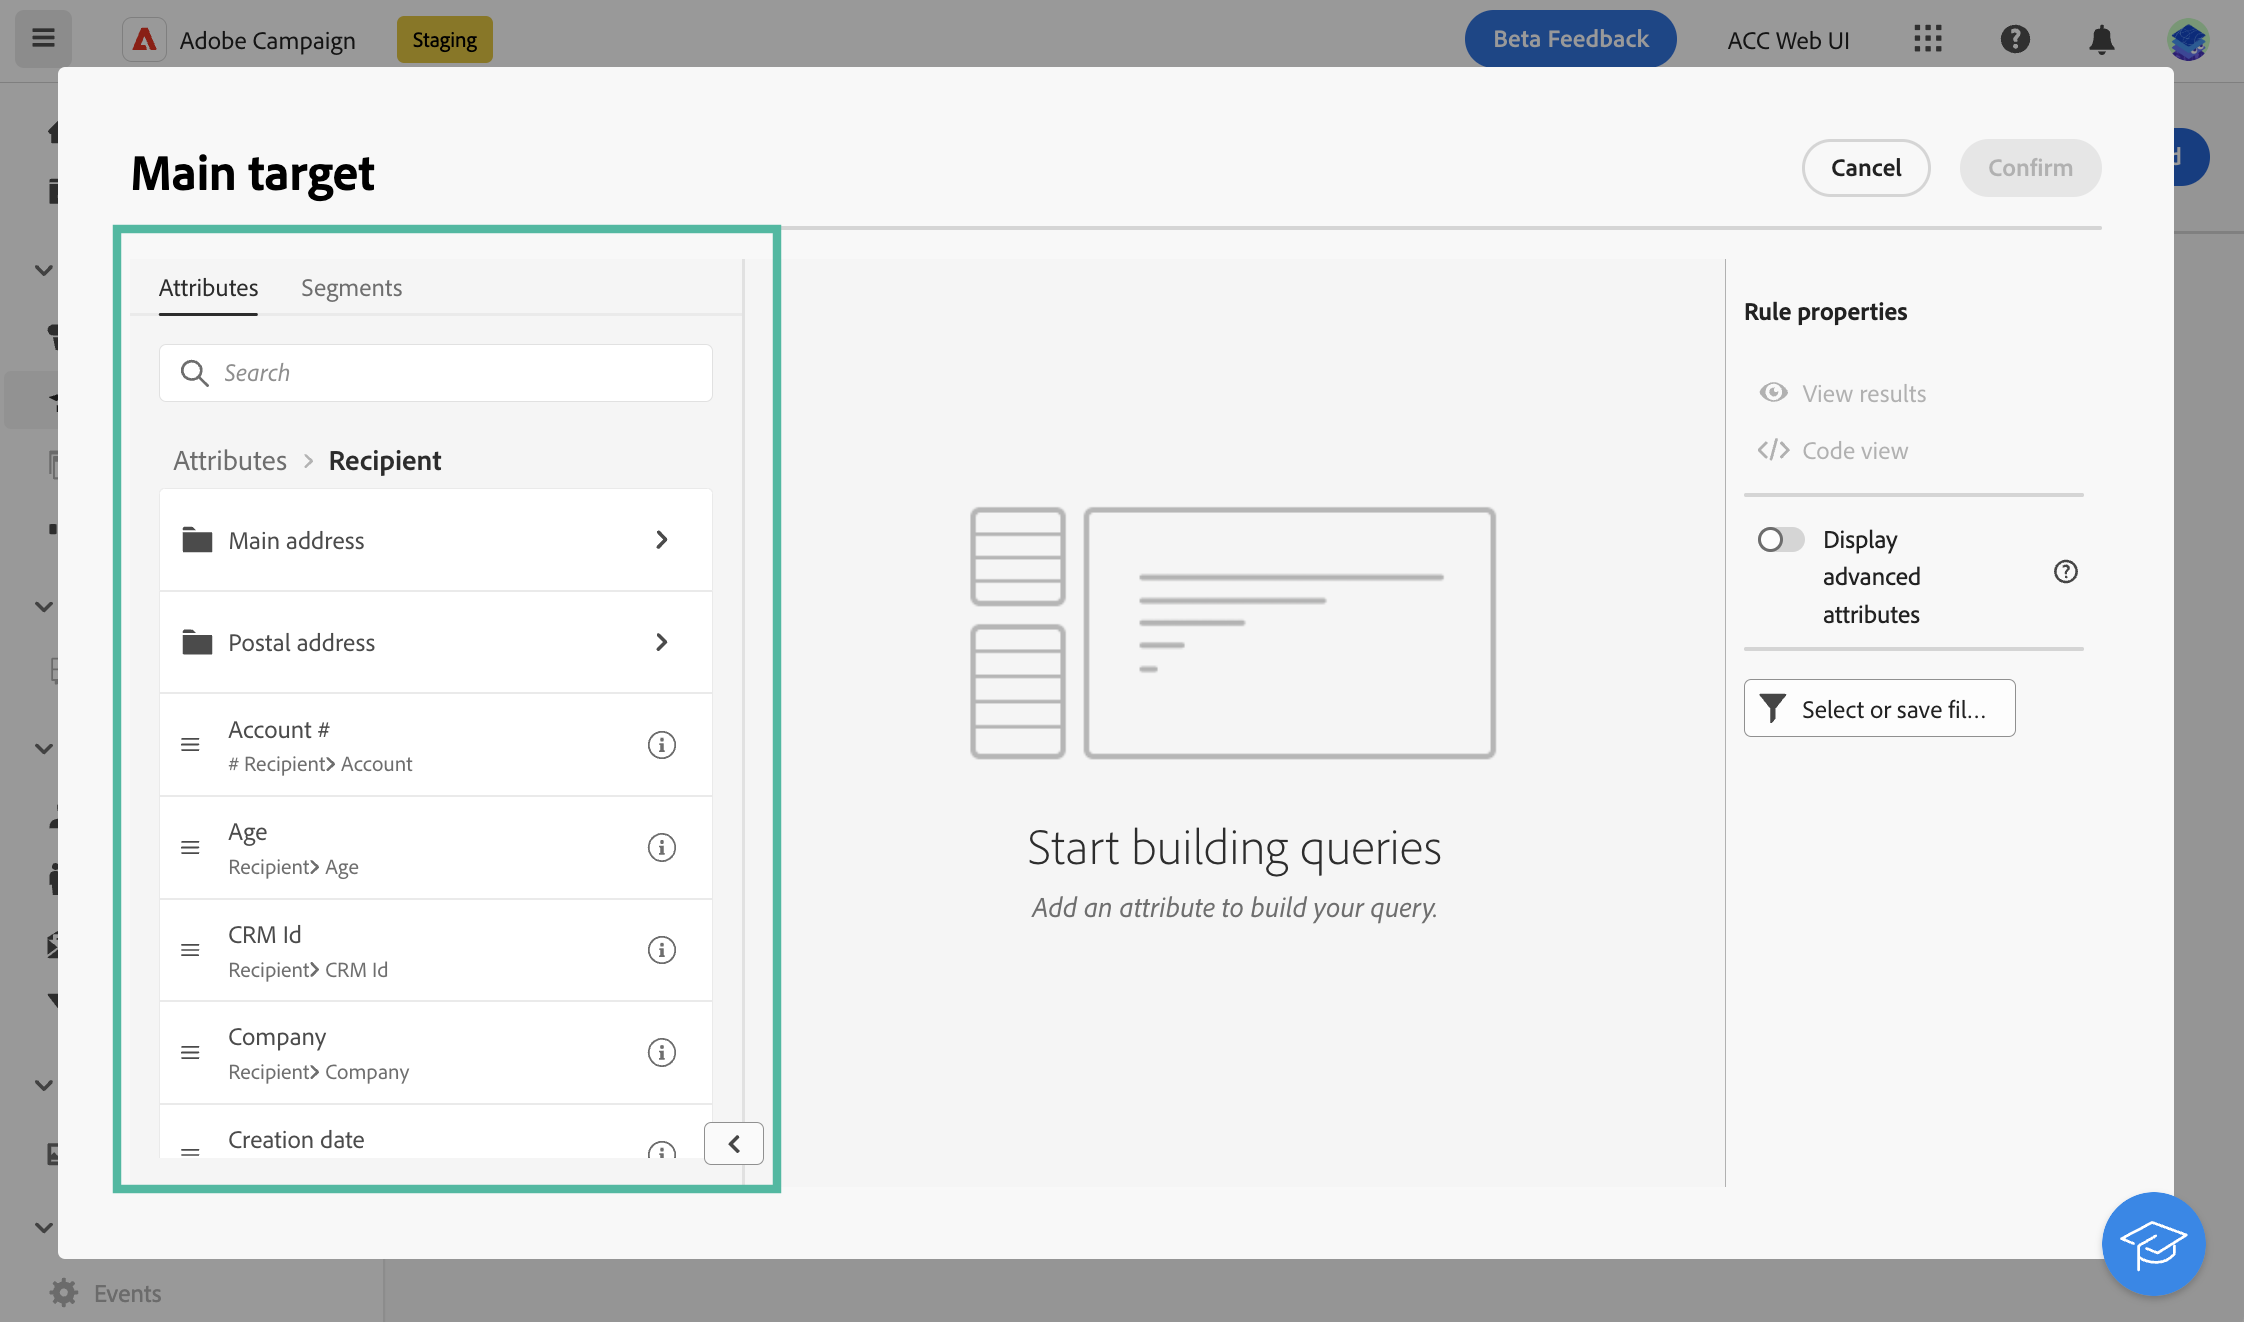 Adobe Campaign
Staging
Beta Feedback
ACC Web UI
Main target
Cancel
Confirm
Attributes
Segments
Search
Attributes > Recipient
Main address
Postal address
Account #
# Recipient> Account
Age
Recipient> Age
CRM Id
Recipient> CRM Id
Company
Recipient> Company
Creation date
Start building queries
Add an attribute to build your query.
Rule properties
View results
</> Code view
Display
advanced
attributes
Select or save fil...
Events